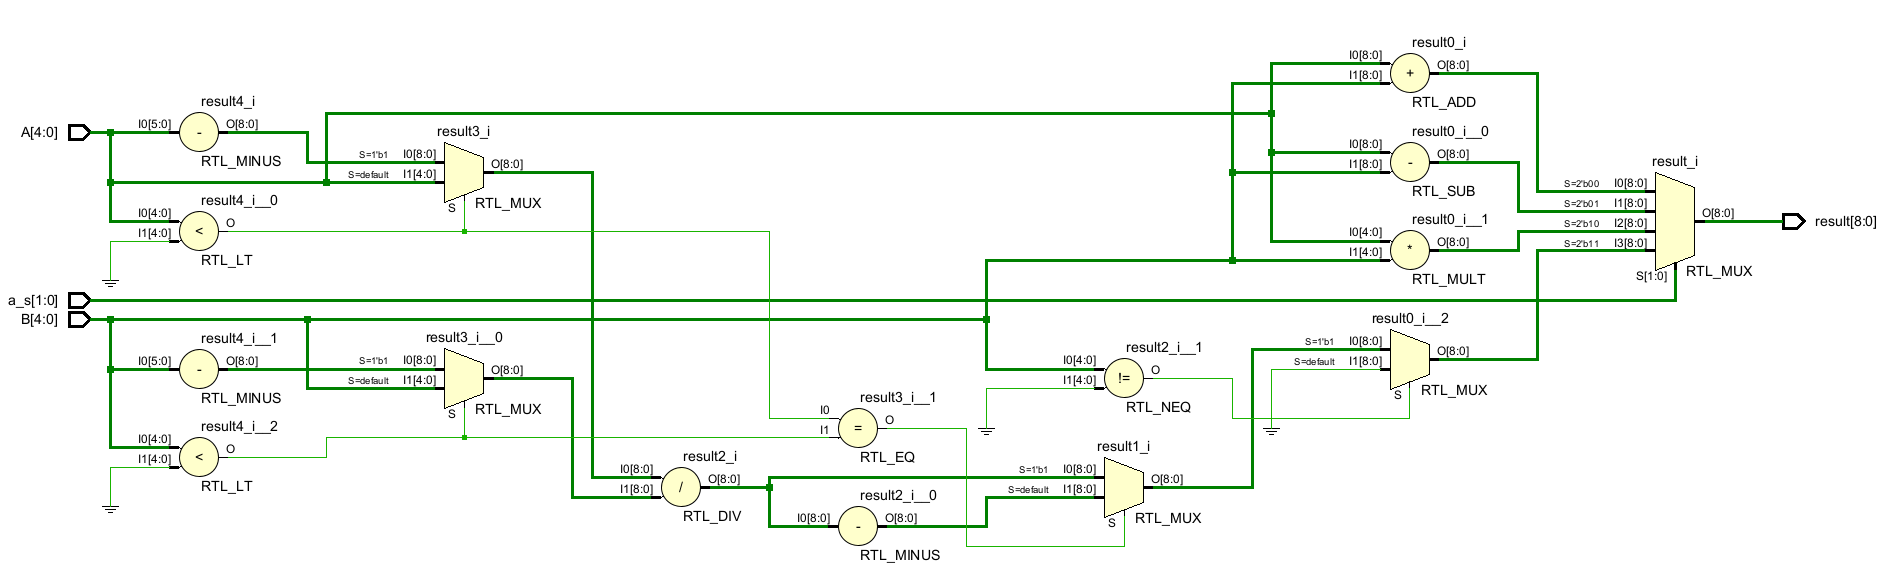 A[4:0]
result4_i
I0[5:0]
-
O[8:0]
RTL_MINUS
result4_i__0
I0[4:0]
I1[4:0]
<
O
RTL_LT
result3_i
S=1'b1
I0[8:0]
S=default
I1[4:0]
O[8:0]
S
RTL_MUX
a_s[1:0]
B[4:0]
result4_i__1
I0[5:0]
-
O[8:0]
RTL_MINUS
result4_i__2
I0[4:0]
I1[4:0]
<
O
RTL_LT
result3_i__0
S=1'b1
I0[8:0]
S=default
I1[4:0]
O[8:0]
S
RTL_MUX
result2_i
I0[8:0]
I1[8:0]
/
O[8:0]
RTL_DIV
result3_i__1
I0
I1
=
O
RTL_EQ
result2_i__0
I0[8:0]
-
O[8:0]
RTL_MINUS
result2_i__1
I0[4:0]
I1[4:0]
!=
O
RTL_NEQ
result1_i
S=1'b1
I0[8:0]
S=default
I1[8:0]
O[8:0]
S
RTL_MUX
result0_i
I0[8:0]
I1[8:0]
+
O[8:0]
RTL_ADD
result0_i__0
I0[8:0]
I1[8:0]
-
O[8:0]
RTL_SUB
result0_i__1
I0[4:0]
I1[4:0]
*
O[8:0]
RTL_MULT
result0_i__2
S=1'b1
I0[8:0]
S=default
I1[8:0]
O[8:0]
S
RTL_MUX
result_i
S=2'b00
I0[8:0]
S=2'b01
I1[8:0]
S=2'b10
I2[8:0]
S=2'b11
I3[8:0]
O[8:0]
S[1:0]
RTL_MUX
result[8:0]